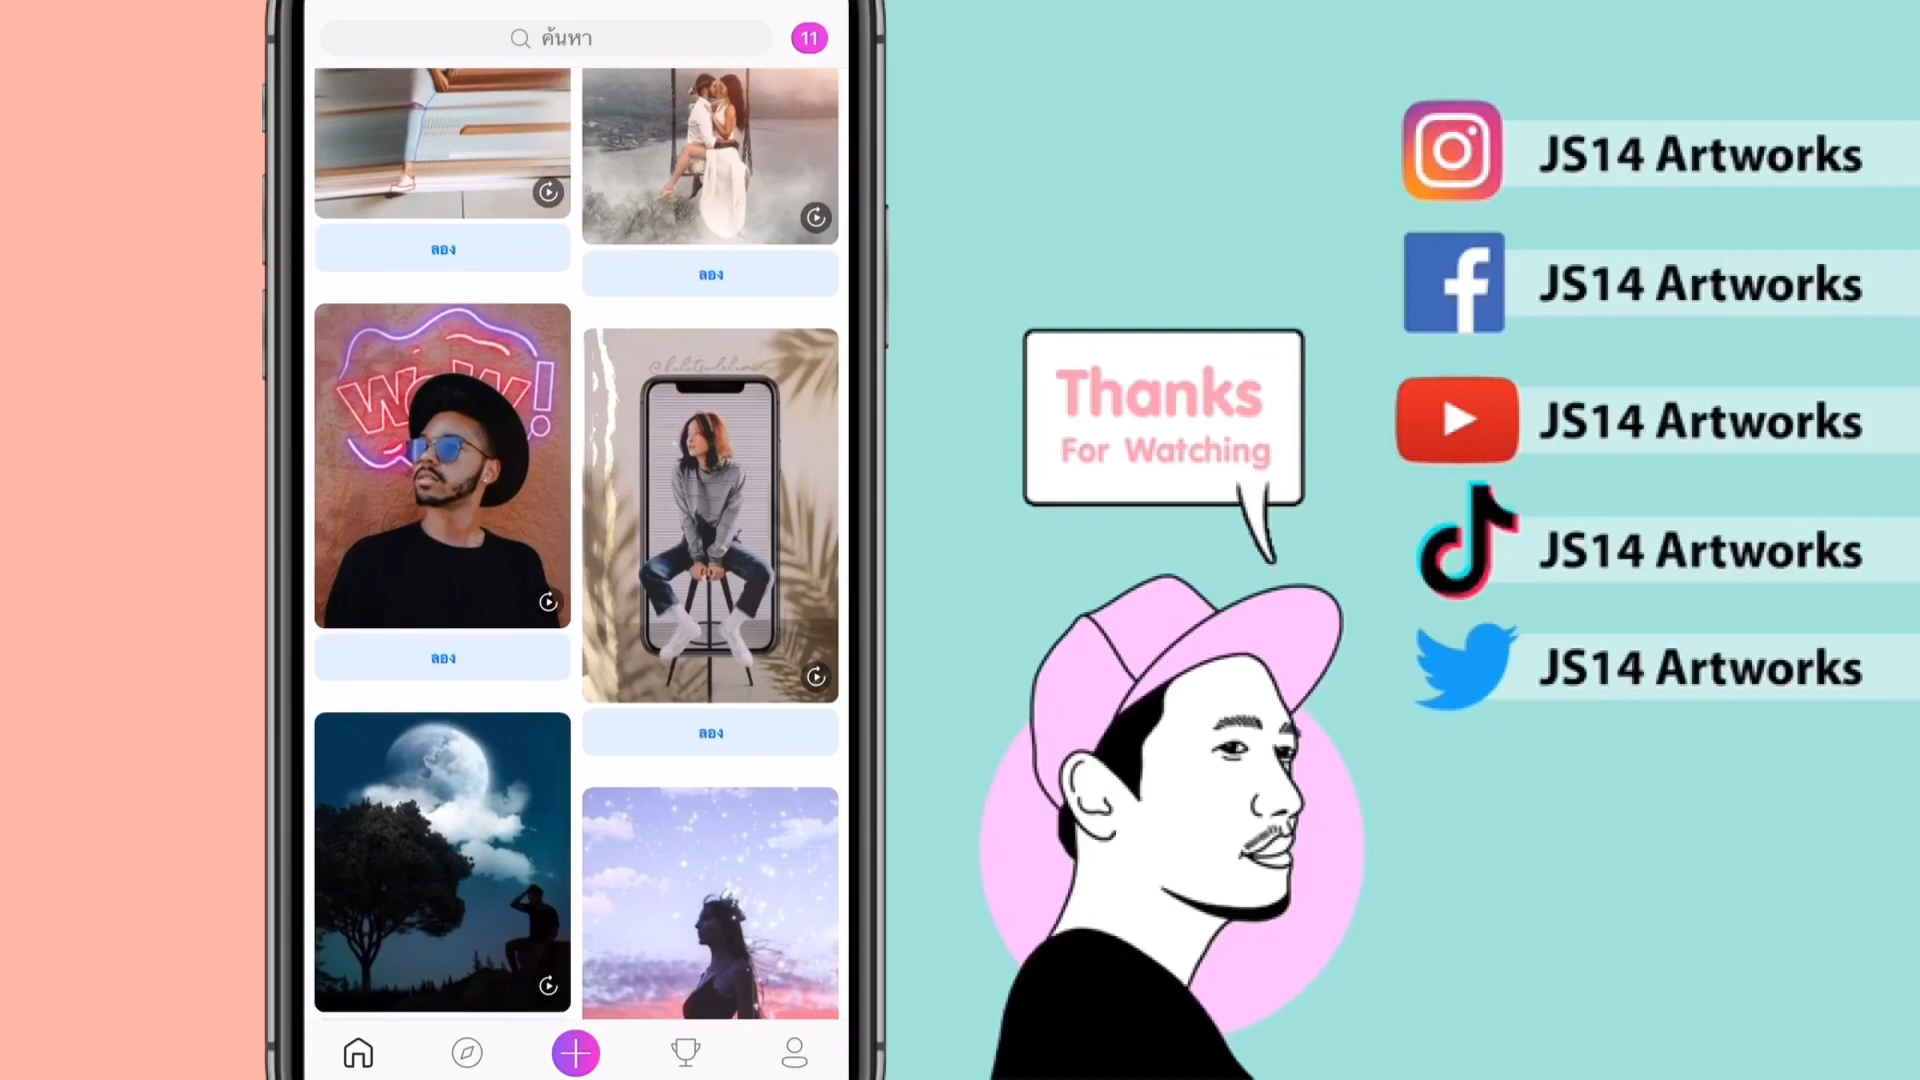 ค้นหา
11
ลอง
ลอง
WOW!
ลอง
ลอง
Thanks
For Watching
JS14 Artworks
JS14 Artworks
JS14 Artworks
JS14 Artworks
JS14 Artworks